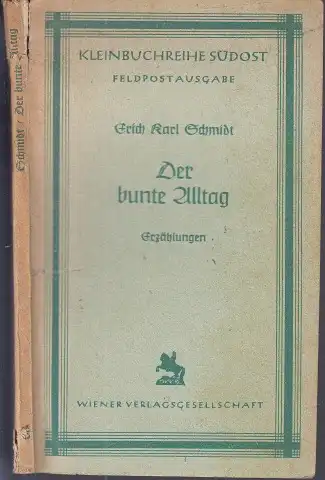 Schmidt / Der bunte Alltag
KLEINBUCHREIHE SÜDOST
FELDPOSTAUSGABE
Erich Karl Schmidt
Der
bunte Alltag
Erzählungen
WIENER VERLAGSGESELLSCHAFT